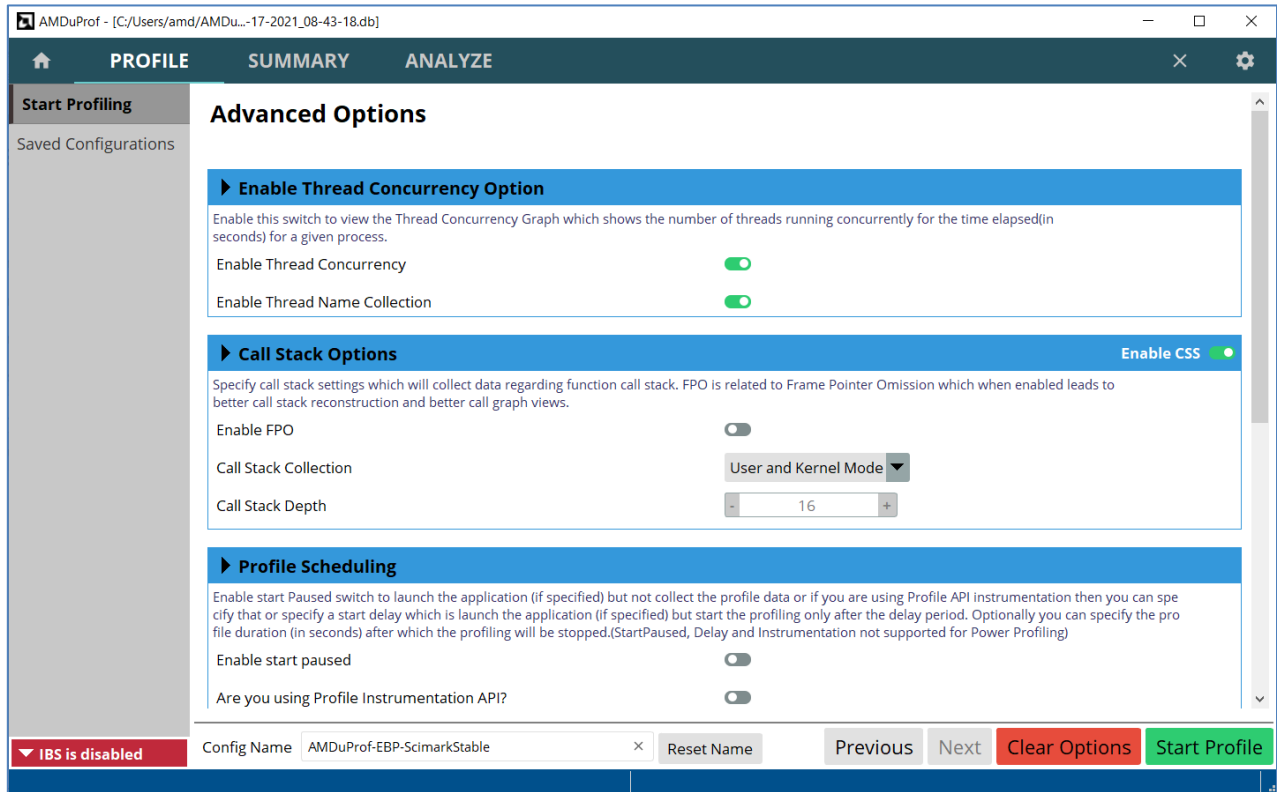 AMDuProf - [C:/Users/amd/AMDu...-17-2021_08-43-18.db]
PROFILE SUMMARY ANALYZE
Start Profiling
Saved Configurations
Advanced Options
Enable Thread Concurrency Option
Enable this switch to view the Thread Concurrency Graph which shows the number of threads running concurrently for the time elapsed(in
seconds) for a given process.
Enable Thread Concurrency
Enable Thread Name Collection
Call Stack Options Enable CSS
Specify call stack settings which will collect data regarding function call stack. FPO is related to Frame Pointer Omission which when enabled leads to
better call stack reconstruction and better call graph views.
Enable FPO
Call Stack Collection User and Kernel Mode
Call Stack Depth - 16 +
Profile Scheduling
Enable start Paused switch to launch the application (if specified) but not collect the profile data or if you are using Profile API instrumentation then you can spe
cify that or specify a start delay which is launch the application (if specified) but start the profiling only after the delay period. Optionally you can specify the pro
file duration (in seconds) after which the profiling will be stopped.(StartPaused, Delay and Instrumentation not supported for Power Profiling)
Enable start paused
Are you using Profile Instrumentation API?
IBS is disabled
Config Name AMDuProf-EBP-ScimarkStable Reset Name Previous Next Clear Options Start Profile